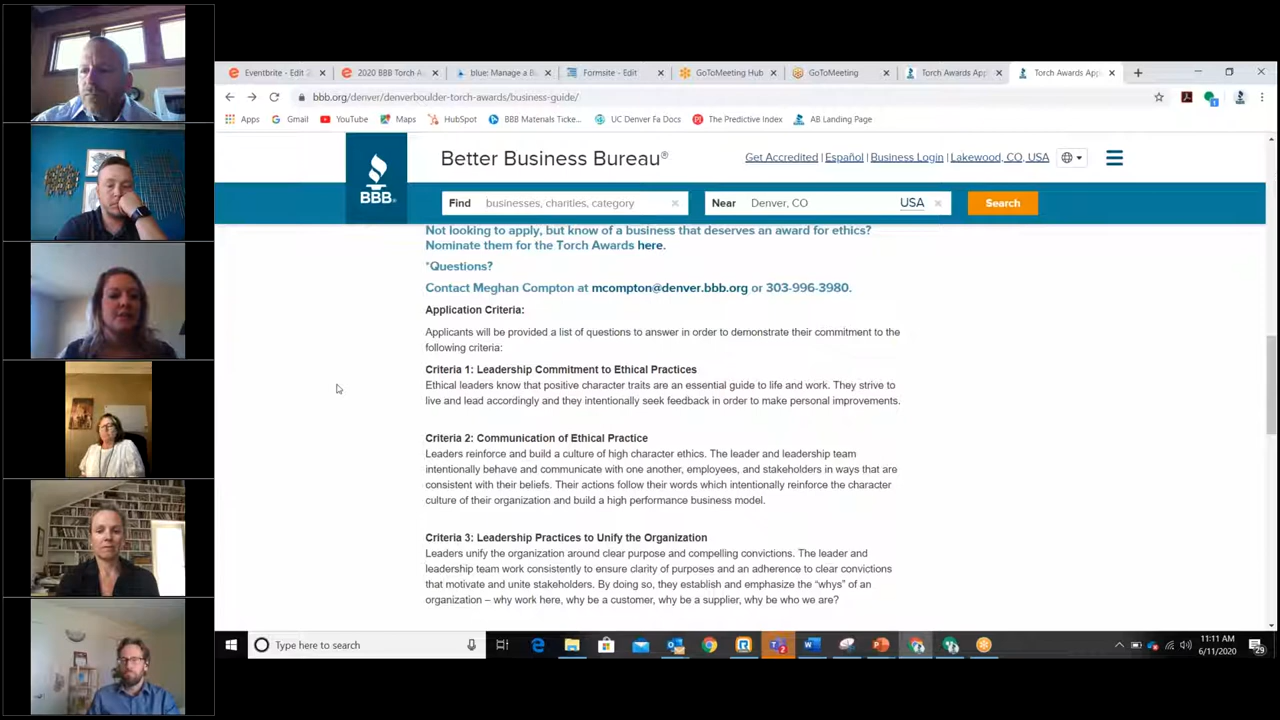 Eventbrite - Edit
2020 BBB Torch A
blue: Manage a B
Formsite - Edit
GoToMeeting Hub
GoToMeeting
Torch Awards App
Torch Awards App
bbb.org/denver/denverboulder-torch-awards/business-guide/
Apps
Gmail
YouTube
Maps
HubSpot
BBB Materials Ticke...
UC Denver Fa Docs
The Predictive Index
AB Landing Page
BBB
Better Business Bureau®
Get Accredited | Español | Business Login | Lakewood, CO, USA
Find businesses, charities, category
Near Denver, CO USA
Search
Not looking to apply, but know of a business that deserves an award for ethics?
Nominate them for the Torch Awards here.
*Questions?
Contact Meghan Compton at mcompton@denver.bbb.org or 303-996-3980.
Application Criteria:
Applicants will be provided a list of questions to answer in order to demonstrate their commitment to the
following criteria:
Criteria 1: Leadership Commitment to Ethical Practices
Ethical leaders know that positive character traits are an essential guide to life and work. They strive to
live and lead accordingly and they intentionally seek feedback in order to make personal improvements.
Criteria 2: Communication of Ethical Practice
Leaders reinforce and build a culture of high character ethics. The leader and leadership team
intentionally behave and communicate with one another, employees, and stakeholders in ways that are
consistent with their beliefs. Their actions follow their words which intentionally reinforce the character
culture of their organization and build a high performance business model.
Criteria 3: Leadership Practices to Unify the Organization
Leaders unify the organization around clear purpose and compelling convictions. The leader and
leadership team work consistently to ensure clarity of purposes and an adherence to clear convictions
that motivate and unite stakeholders. By doing so, they establish and emphasize the “whys” of an
organization – why work here, why be a customer, why be a supplier, why be who we are?
Type here to search
11:11 AM
6/11/2020
29